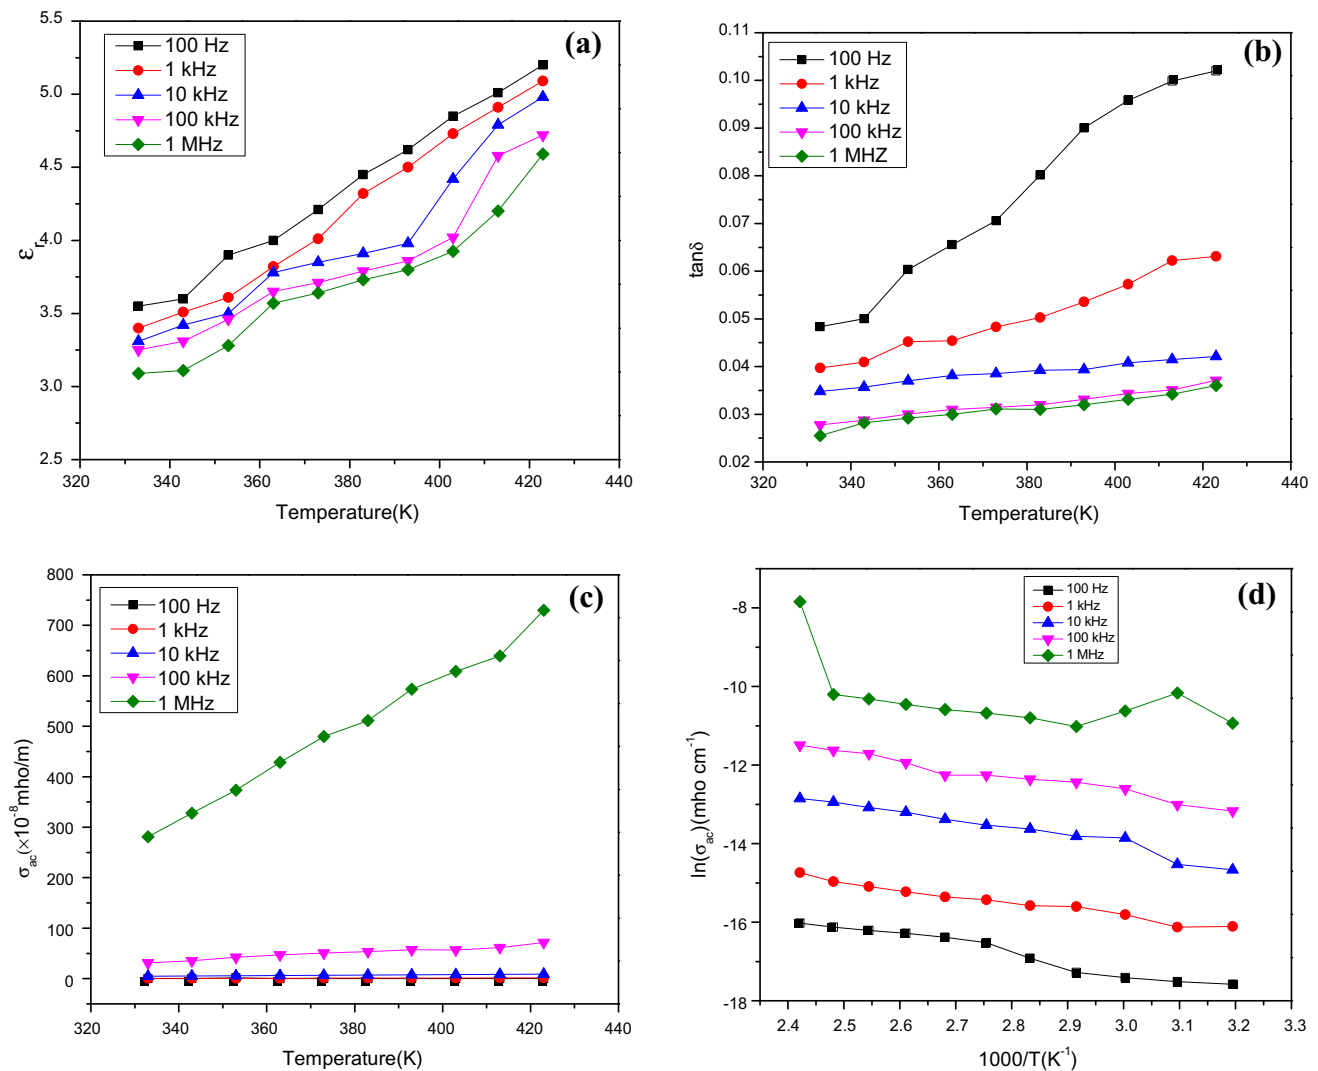 (a)
100 Hz
1 kHz
10 kHz
100 kHz
1 MHz
5.5
5.0
4.5
4.0
3.5
3.0
2.5
εr
320 340 360 380 400 420 440
Temperature(K)
(b)
100 Hz
1 kHz
10 kHz
100 kHz
1 MHZ
0.11
0.10
0.09
0.08
0.07
0.06
0.05
0.04
0.03
0.02
tanδ
320 340 360 380 400 420 440
Temperature(K)
(c)
100 Hz
1 kHz
10 kHz
100 kHz
1 MHz
800
700
600
500
400
300
200
100
0
σac(×10-8mho/m)
320 340 360 380 400 420 440
Temperature(K)
(d)
100 Hz
1 kHz
10 kHz
100 kHz
1 MHz
-8
-10
-12
-14
-16
-18
ln(σac)(mho cm-1)
2.4 2.5 2.6 2.7 2.8 2.9 3.0 3.1 3.2 3.3
1000/T(K-1)